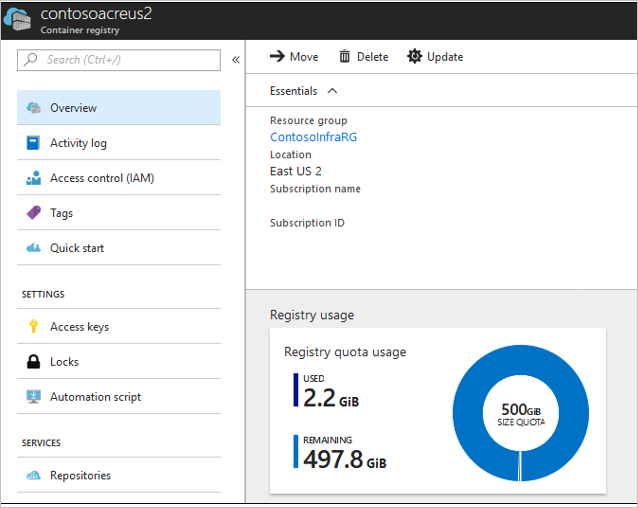 contosoacreus2
Container registry
Search (Ctrl+/)
«
Overview
Activity log
Access control (IAM)
Tags
Quick start
SETTINGS
Access keys
Locks
Automation script
SERVICES
Repositories
Move Delete Update
Essentials
Resource group
ContosoInfraRG
Location
East US 2
Subscription name
Subscription ID
Registry usage
Registry quota usage
USED
2.2 GiB
REMAINING
497.8 GiB
500GiB
SIZE QUOTA